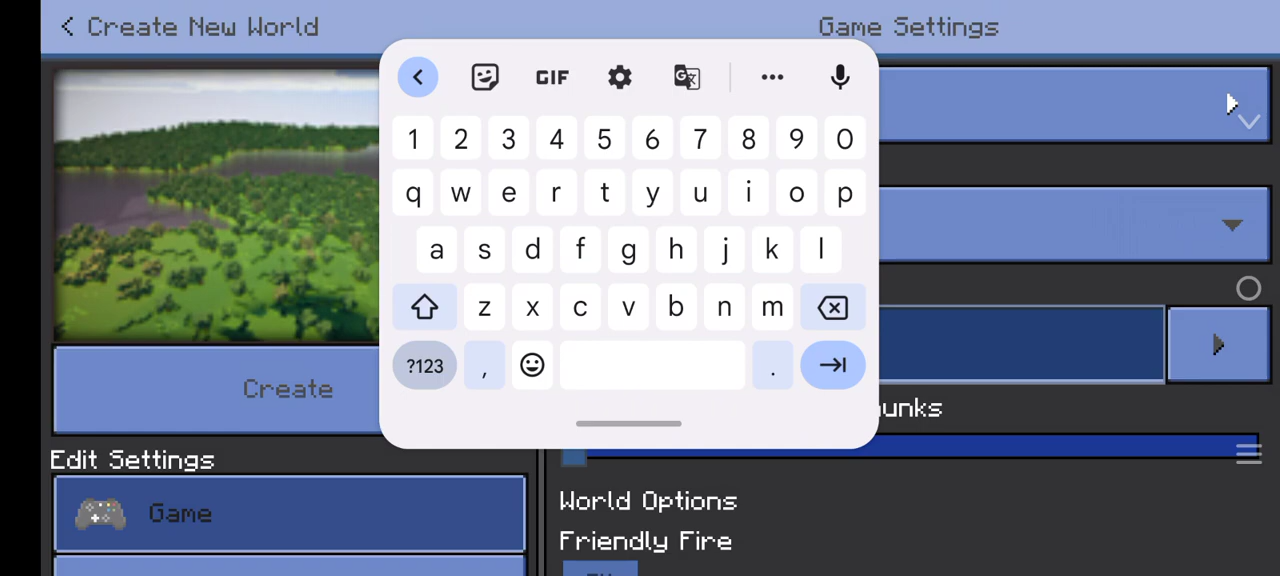 Create New World
Game Settings
GIF
1 2 3 4 5 6 7 8 9 0
q w e r t y u i o p
a s d f g h j k l
z x c v b n m
?123 , .
Create
unks
Edit Settings
Game
World Options
Friendly Fire